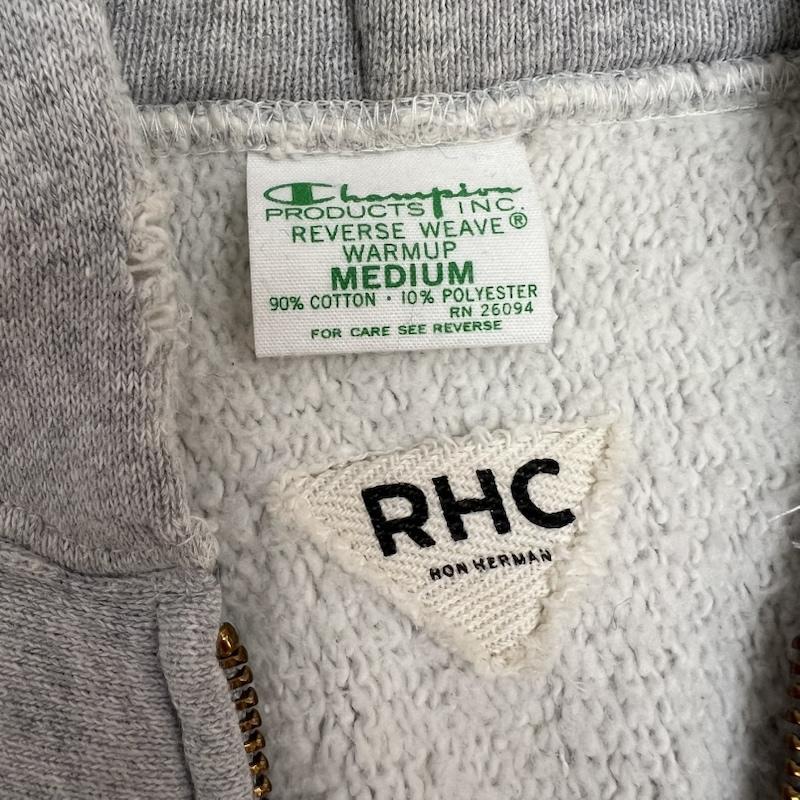 Champion
PRODUCTS INC.
REVERSE WEAVE®
WARMUP
MEDIUM
90% COTTON · 10% POLYESTER
RN 26094
FOR CARE SEE REVERSE
RHC
RON HERMAN